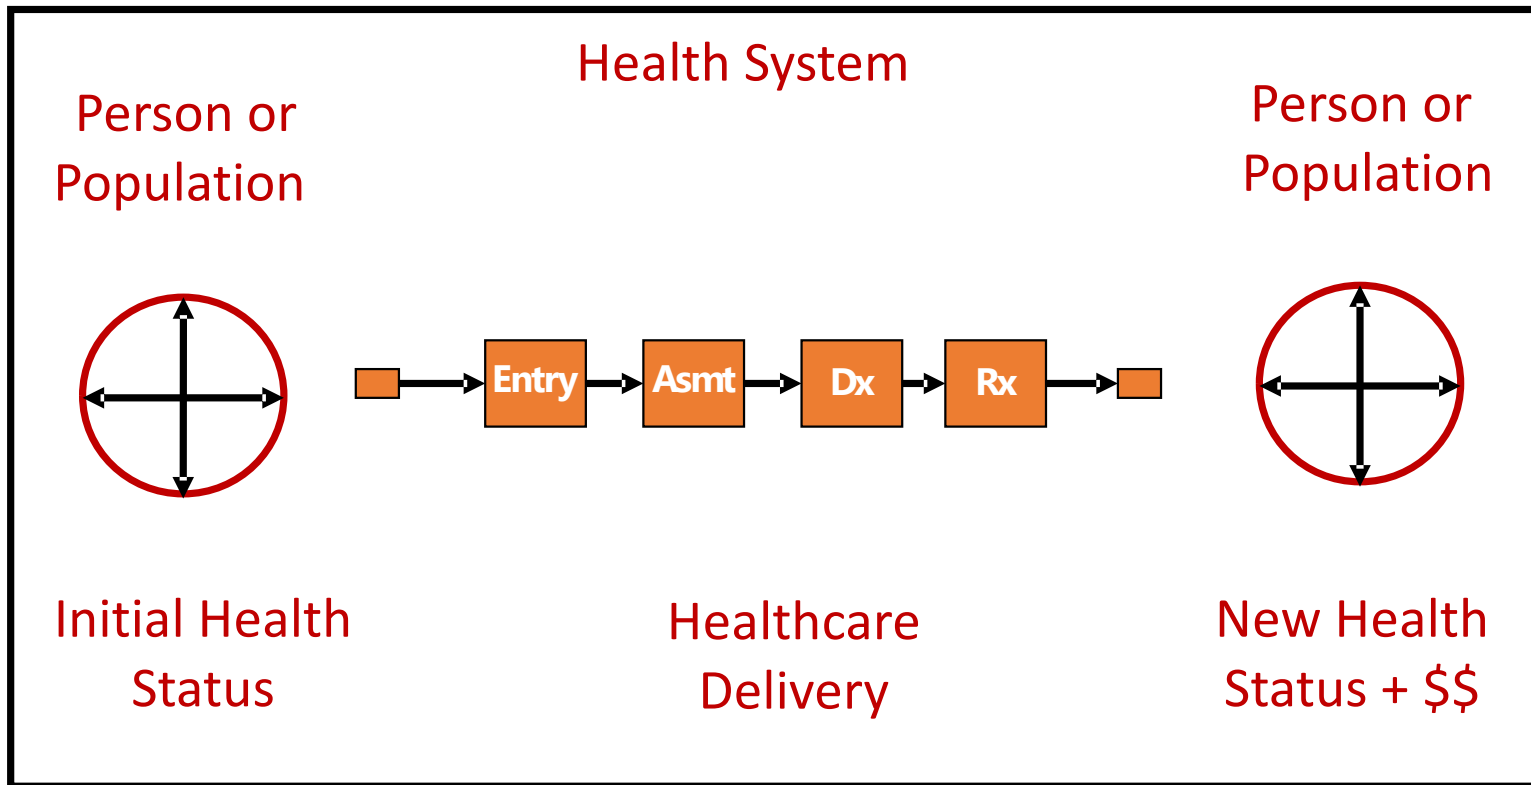 Health System
Person or
Population
Person or
Population
Entry
Asmt
Dx
Rx
Initial Health
Status
Healthcare
Delivery
New Health
Status + $$